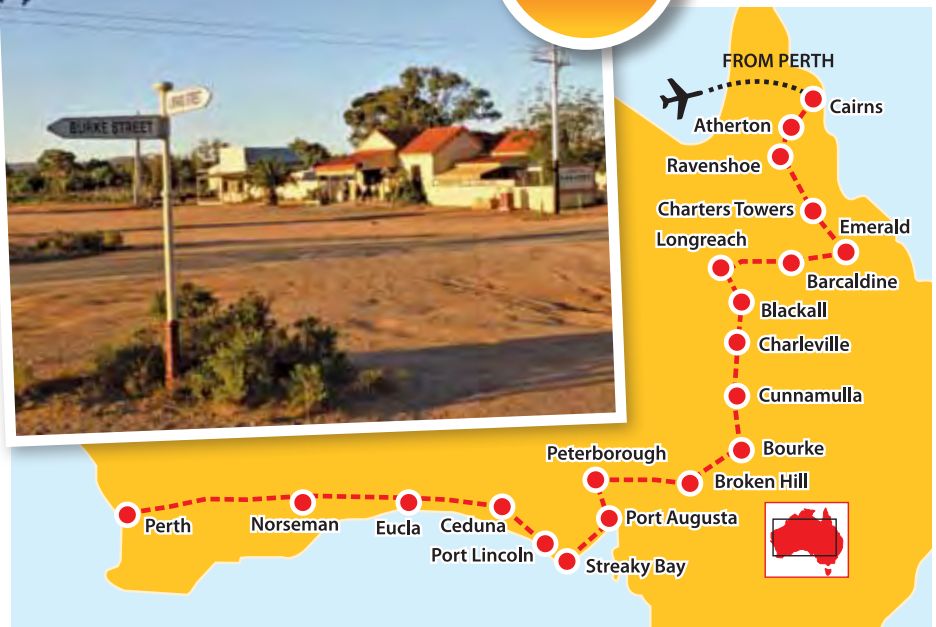 BURKE STREET
FROM PERTH
Cairns
Atherton
Ravenshoe
Charters Towers
Emerald
Longreach
Barcaldine
Blackall
Charleville
Cunnamulla
Bourke
Peterborough
Broken Hill
Port Augusta
Perth
Norseman
Eucla
Ceduna
Port Lincoln
Streaky Bay